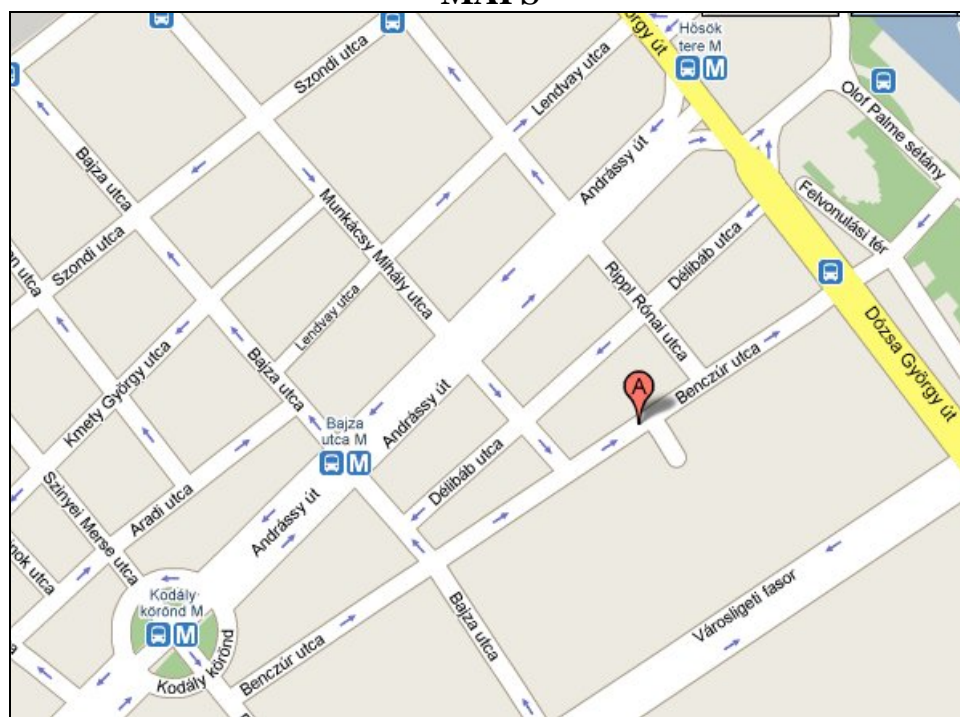 MAPS
György út
Hősök
tere M
M
Szondi utca
Lendvay utca
Olof Palme sétány
Andrássy út
Bajza utca
Munkácsy Mihály utca
Felvonulási tér
Szondi utca
Délibáb utca
Rippl Rónai utca
Lendvay utca
Dózsa György út
Kmety György utca
Bajza utca
Benczúr utca
A
Andrássy út
Bajza
utca M
M
Délibáb utca
Szinyei Merse utca
Aradi utca
Andrássy út
Kodály-
körönd M
M
Bajza utca
Városligeti fasor
Benczúr utca
Kodály körönd